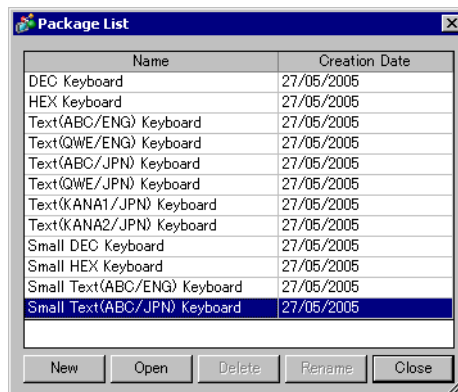 Package List
Name Creation Date
DEC Keyboard 27/05/2005
HEX Keyboard 27/05/2005
Text(ABC/ENG) Keyboard 27/05/2005
Text(QWE/ENG) Keyboard 27/05/2005
Text(ABC/JPN) Keyboard 27/05/2005
Text(QWE/JPN) Keyboard 27/05/2005
Text(KANA1/JPN) Keyboard 27/05/2005
Text(KANA2/JPN) Keyboard 27/05/2005
Small DEC Keyboard 27/05/2005
Small HEX Keyboard 27/05/2005
Small Text(ABC/ENG) Keyboard 27/05/2005
Small Text(ABC/JPN) Keyboard 27/05/2005
New Open Delete Rename Close